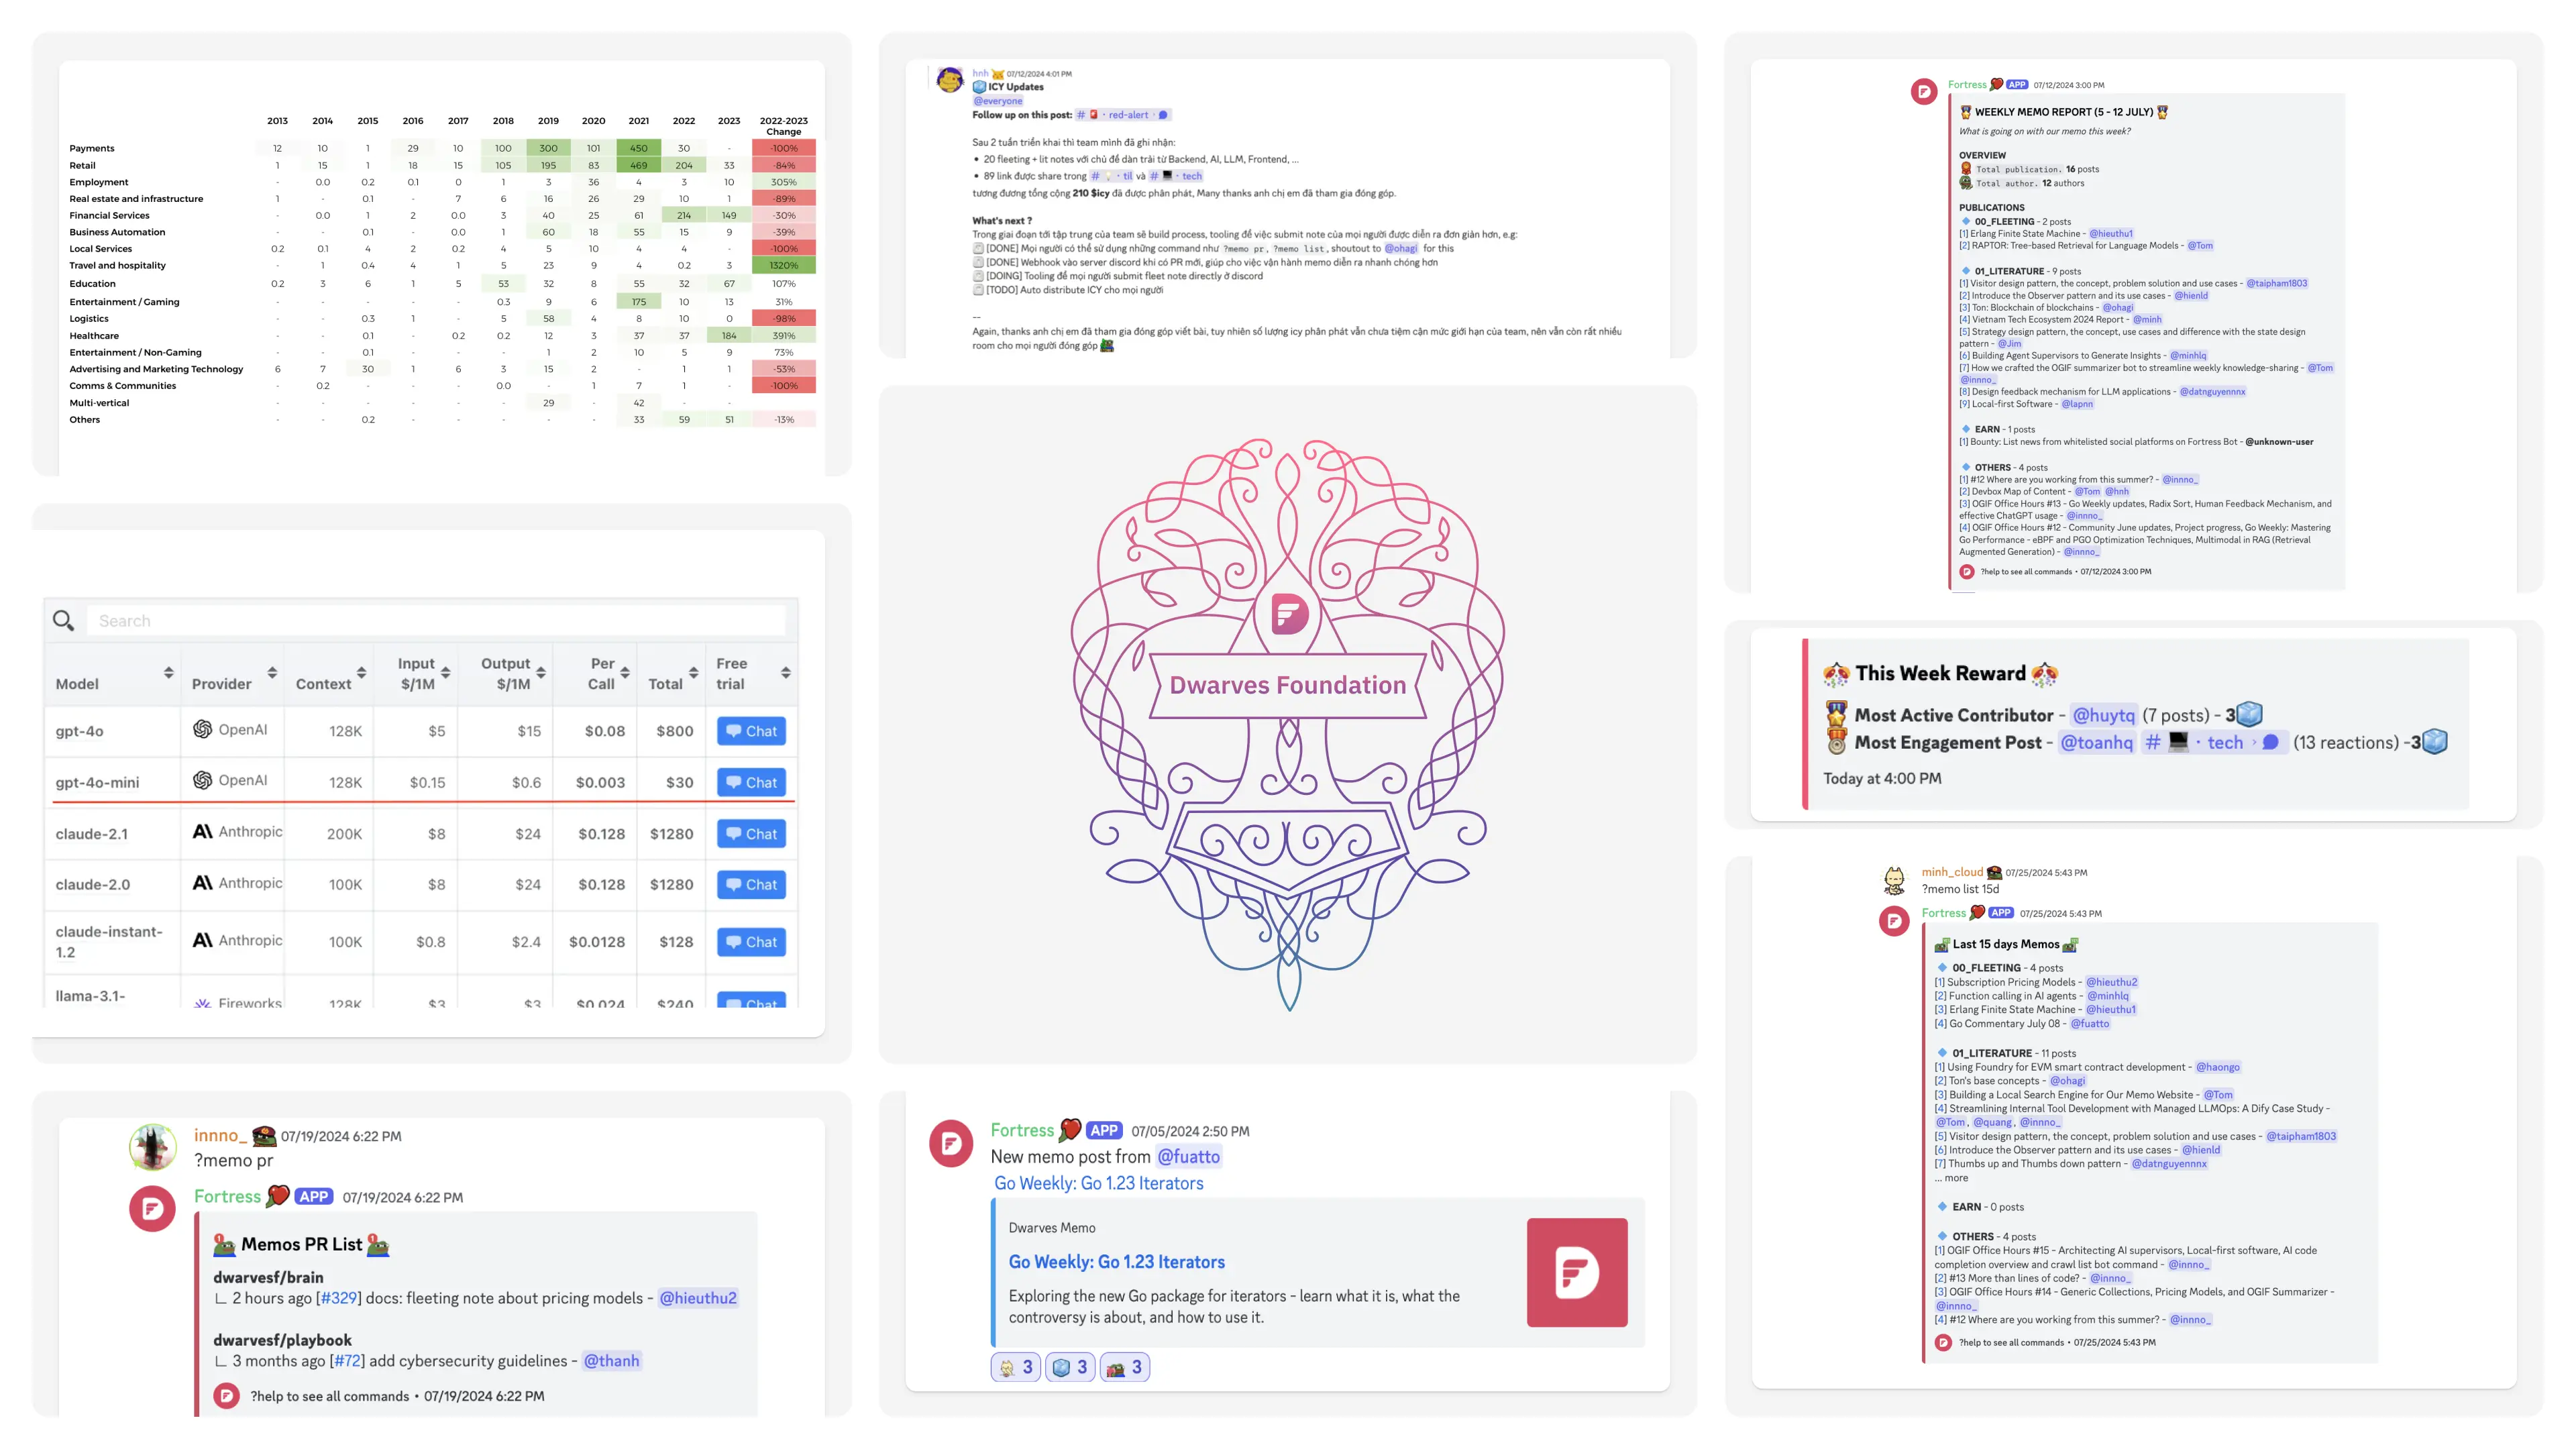 2013 2014 2015 2016 2017 2018 2019 2020 2021 2022 2023 2022-2023
Change
Payments 12 10 1 29 10 100 300 101 450 30 - -100%
Retail 1 15 1 18 15 105 195 83 469 204 33 -84%
Employment - 0.0 0.2 0.1 0 1 3 36 4 3 10 305%
Real estate and infrastructure 1 - 0.1 - 7 6 16 26 29 10 1 -89%
Financial Services - 0.0 1 2 0.0 3 40 25 61 214 149 -30%
Business Automation - - 0.1 - 0.0 1 60 18 55 15 9 -39%
Local Services 0.2 0.1 4 2 0.2 4 5 10 4 4 - -100%
Travel and hospitality - 1 0.4 4 1 5 23 9 4 0.2 3 1320%
Education 0.2 3 6 1 5 53 32 8 55 32 67 107%
Entertainment / Gaming - - - - - 0.3 9 6 175 10 13 31%
Logistics - - 0.3 1 - 5 58 4 8 10 0 -98%
Healthcare - - 0.1 - 0.2 0.2 12 3 37 37 184 391%
Entertainment / Non-Gaming - - 0.1 - - - 1 2 10 5 9 73%
Advertising and Marketing Technology 6 7 30 1 6 3 15 2 - 1 1 -53%
Comms & Communities - 0.2 - - - 0.0 - 1 7 1 - -100%
Multi-vertical - - - - - - 29 - 42 - -
Others - - 0.2 - - - - - 33 59 51 -13%
Search
Model Provider Context Input $/1M Output $/1M Per Call Total Free trial
gpt-4o OpenAI 128K $5 $15 $0.08 $800 Chat
gpt-4o-mini OpenAI 128K $0.15 $0.6 $0.003 $30 Chat
claude-2.1 Anthropic 200K $8 $24 $0.128 $1280 Chat
claude-2.0 Anthropic 100K $8 $24 $0.128 $1280 Chat
claude-instant-
1.2 Anthropic 100K $0.8 $2.4 $0.0128 $128 Chat
llama-3.1- Fireworks 128K $3 $3 $0.024 $240 Chat
innno_ 07/19/2024 6:22 PM
?memo pr
Fortress APP 07/19/2024 6:22 PM
Memos PR List
dwarvesf/brain
2 hours ago [#329] docs: fleeting note about pricing models - @hieuthu2
dwarvesf/playbook
3 months ago [#72] add cybersecurity guidelines - @thanh
?help to see all commands • 07/19/2024 6:22 PM
hnh 07/12/2024 4:01 PM
ICY Updates
@everyone
Follow up on this post: # · red-alert ·
Sau 2 tuần triển khai thì team mình đã ghi nhận:
• 20 fleeting + lit notes với chủ đề dàn trải từ Backend, AI, LLM, Frontend, ...
• 89 link được share trong # · til và # · tech
tương đương tổng cộng 210 $icy đã được phân phát, Many thanks anh chị em đã tham gia đóng góp.
What's next ?
Trong giai đoạn tới tập trung của team sẽ build process, tooling để việc submit note của mọi người được diễn ra đơn giản hơn, e.g:
[DONE] Mọi người có thể sử dụng những command như ?memo pr, ?memo list, shoutout to @ohagi for this
[DONE] Webhook vào server discord khi có PR mới, giúp cho việc vận hành memo diễn ra nhanh chóng hơn
[DOING] Tooling để mọi người submit fleet note directly ở discord
[TODO] Auto distribute ICY cho mọi người
--
Again, thanks anh chị em đã tham gia đóng góp viết bài, tuy nhiên số lượng icy phân phát vẫn chưa tiệm cận mức giới hạn của team, nên vẫn còn rất nhiều
room cho mọi người đóng góp
Dwarves Foundation
Fortress APP 07/05/2024 2:50 PM
New memo post from @fuatto
Go Weekly: Go 1.23 Iterators
Dwarves Memo
Go Weekly: Go 1.23 Iterators
Exploring the new Go package for iterators - learn what it is, what the
controversy is about, and how to use it.
3 3 3
Fortress APP 07/12/2024 3:00 PM
WEEKLY MEMO REPORT (5 - 12 JULY)
What is going on with our memo this week?
OVERVIEW
Total publication. 16 posts
Total author. 12 authors
PUBLICATIONS
00_FLEETING - 2 posts
[1] Erlang Finite State Machine - @hieuthu1
[2] RAPTOR: Tree-based Retrieval for Language Models - @Tom
01_LITERATURE - 9 posts
[1] Visitor design pattern, the concept, problem solution and use cases - @taipham1803
[2] Introduce the Observer pattern and its use cases - @hienld
[3] Ton: Blockchain of blockchains - @ohagi
[4] Vietnam Tech Ecosystem 2024 Report - @minh
[5] Strategy design pattern, the concept, use cases and difference with the state design
pattern - @Jim
[6] Building Agent Supervisors to Generate Insights - @minhlq
[7] How we crafted the OGIF summarizer bot to streamline weekly knowledge-sharing - @Tom
@innno_
[8] Design feedback mechanism for LLM applications - @datnguyennnx
[9] Local-first Software - @lapnn
EARN - 1 posts
[1] Bounty: List news from whitelisted social platforms on Fortress Bot - @unknown-user
OTHERS - 4 posts
[1] #12 Where are you working from this summer? - @innno_
[2] Devbox Map of Content - @Tom @hnh
[3] OGIF Office Hours #13 - Go Weekly updates, Radix Sort, Human Feedback Mechanism, and
effective ChatGPT usage - @innno_
[4] OGIF Office Hours #12 - Community June updates, Project progress, Go Weekly: Mastering
Go Performance - eBPF and PGO Optimization Techniques, Multimodal in RAG (Retrieval
Augmented Generation) - @innno_
?help to see all commands • 07/12/2024 3:00 PM
This Week Reward
Most Active Contributor - @huytq (7 posts) - 3
Most Engagement Post - @toanhq # · tech › (13 reactions) -3
Today at 4:00 PM
minh_cloud 07/25/2024 5:43 PM
?memo list 15d
Fortress APP 07/25/2024 5:43 PM
Last 15 days Memos
00_FLEETING - 4 posts
[1] Subscription Pricing Models - @hieuthu2
[2] Function calling in AI agents - @minhlq
[3] Erlang Finite State Machine - @hieuthu1
[4] Go Commentary July 08 - @fuatto
01_LITERATURE - 11 posts
[1] Using Foundry for EVM smart contract development - @haongo
[2] Ton's base concepts - @ohagi
[3] Building a Local Search Engine for Our Memo Website - @Tom
[4] Streamlining Internal Tool Development with Managed LLMOps: A Dify Case Study -
@Tom, @quang, @innno_
[5] Visitor design pattern, the concept, problem solution and use cases - @taipham1803
[6] Introduce the Observer pattern and its use cases - @hienld
[7] Thumbs up and Thumbs down pattern - @datnguyennnx
... more
EARN - 0 posts
OTHERS - 4 posts
[1] OGIF Office Hours #15 - Architecting AI supervisors, Local-first software, AI code
completion overview and crawl list bot command - @innno_
[2] #13 More than lines of code? - @innno_
[3] OGIF Office Hours #14 - Generic Collections, Pricing Models, and OGIF Summarizer -
@innno_
[4] #12 Where are you working from this summer? - @innno_
?help to see all commands • 07/25/2024 5:43 PM